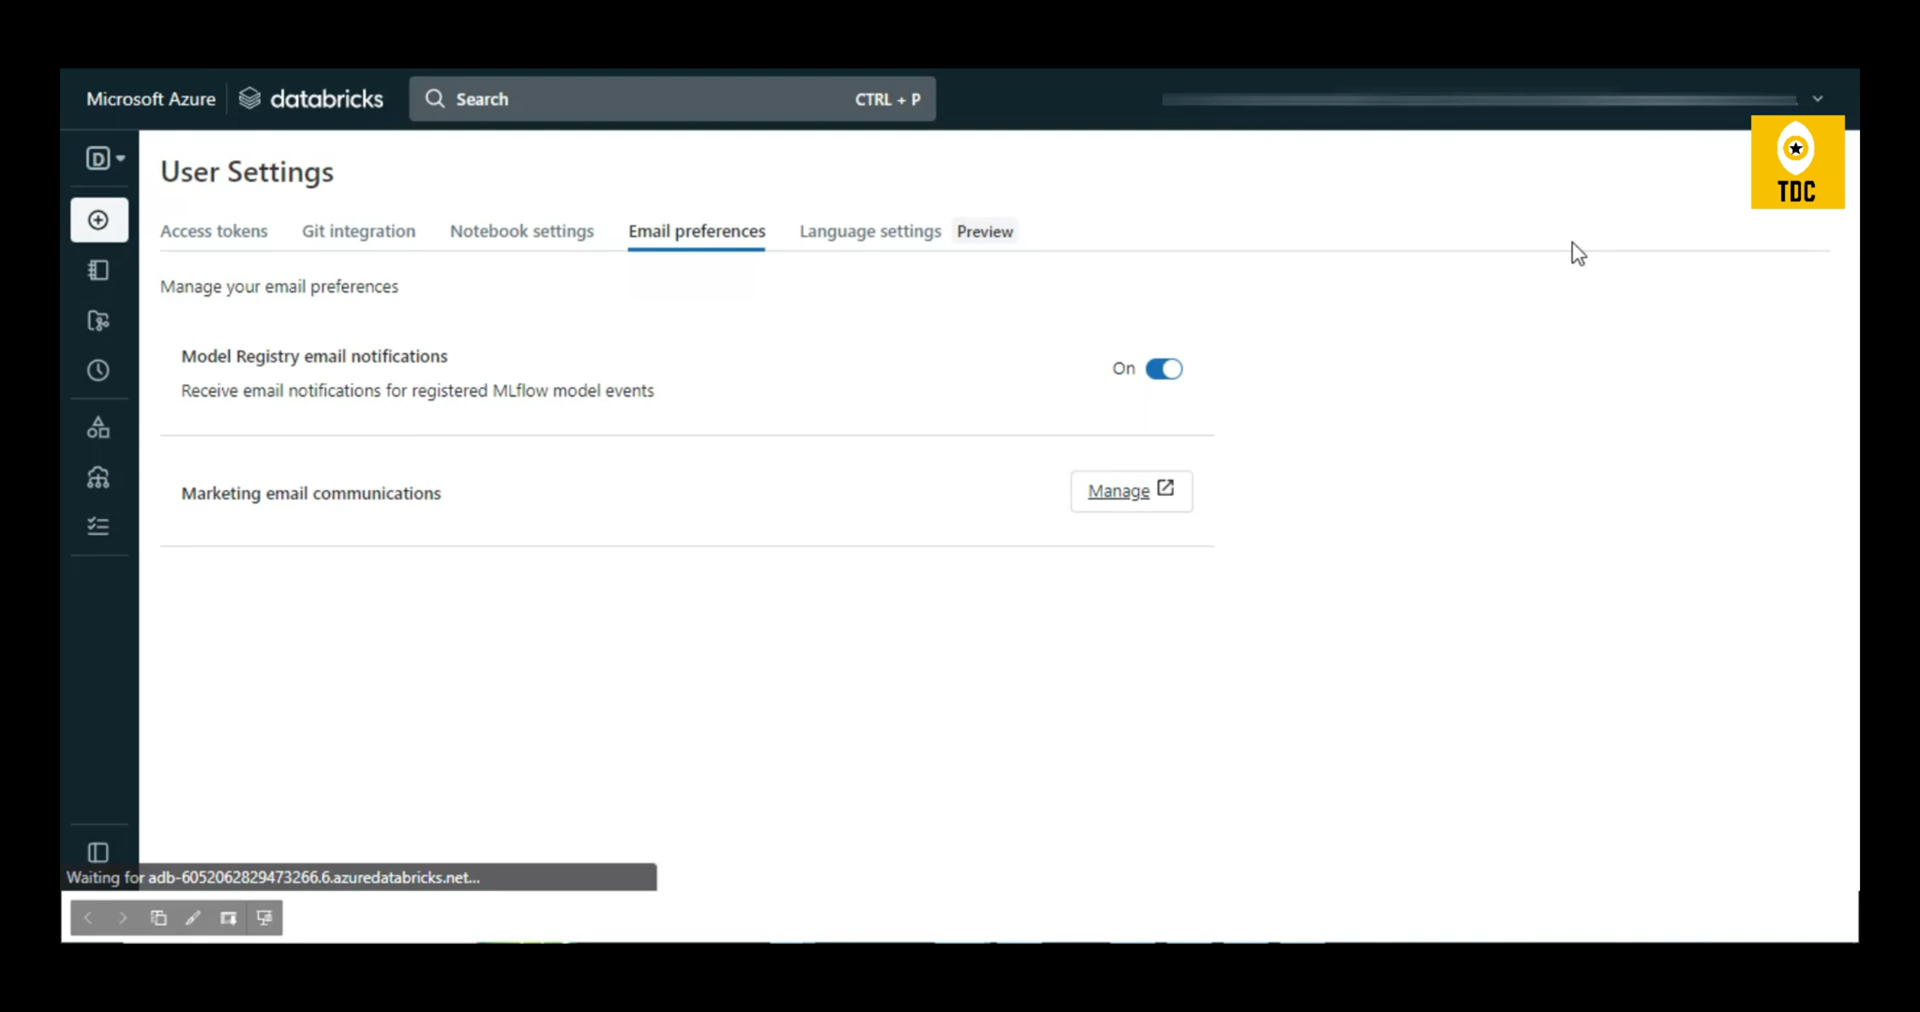 Microsoft Azure databricks Search CTRL + P
TDC
D
User Settings
Access tokens Git integration Notebook settings Email preferences Language settings Preview
Manage your email preferences
Model Registry email notifications
On
Receive email notifications for registered MLflow model events
Marketing email communications
Manage
Waiting for adb-6052062829473266.6.azuredatabricks.net...